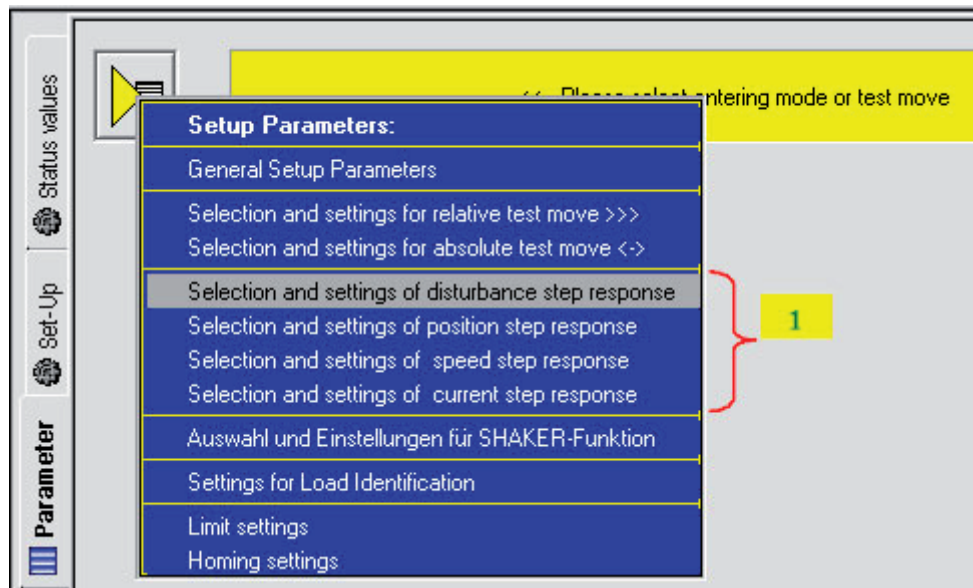 Status values
Set-Up
Parameter
entering mode or test move
Setup Parameters:
General Setup Parameters
Selection and settings for relative test move >>>
Selection and settings for absolute test move <->
Selection and settings of disturbance step response
Selection and settings of position step response
Selection and settings of speed step response
Selection and settings of current step response
1
Auswahl und Einstellungen für SHAKER-Funktion
Settings for Load Identification
Limit settings
Homing settings